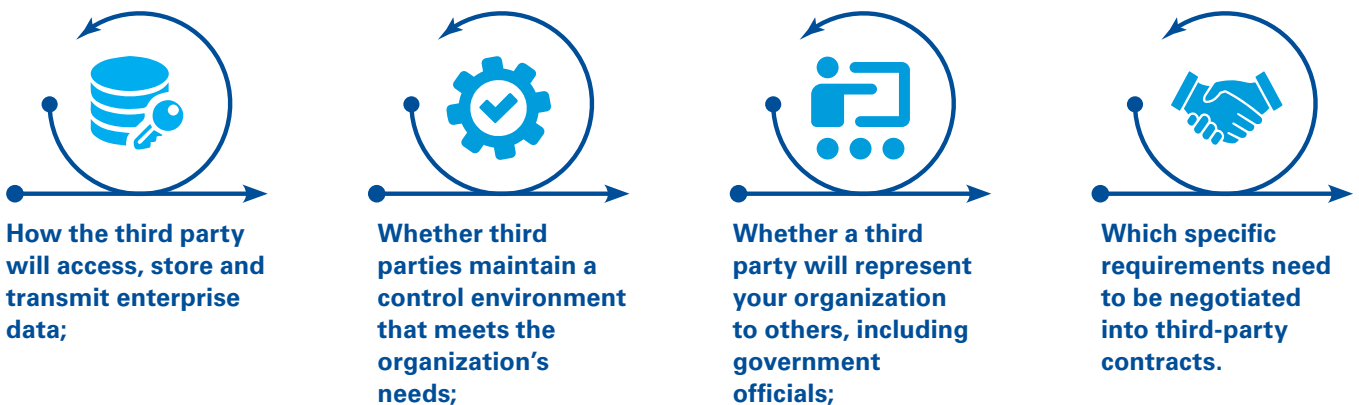 How the third party
will access, store and
transmit enterprise
data;
Whether third
parties maintain a
control environment
that meets the
organization’s
needs;
Whether a third
party will represent
your organization
to others, including
government
officials;
Which specific
requirements need
to be negotiated
into third-party
contracts.